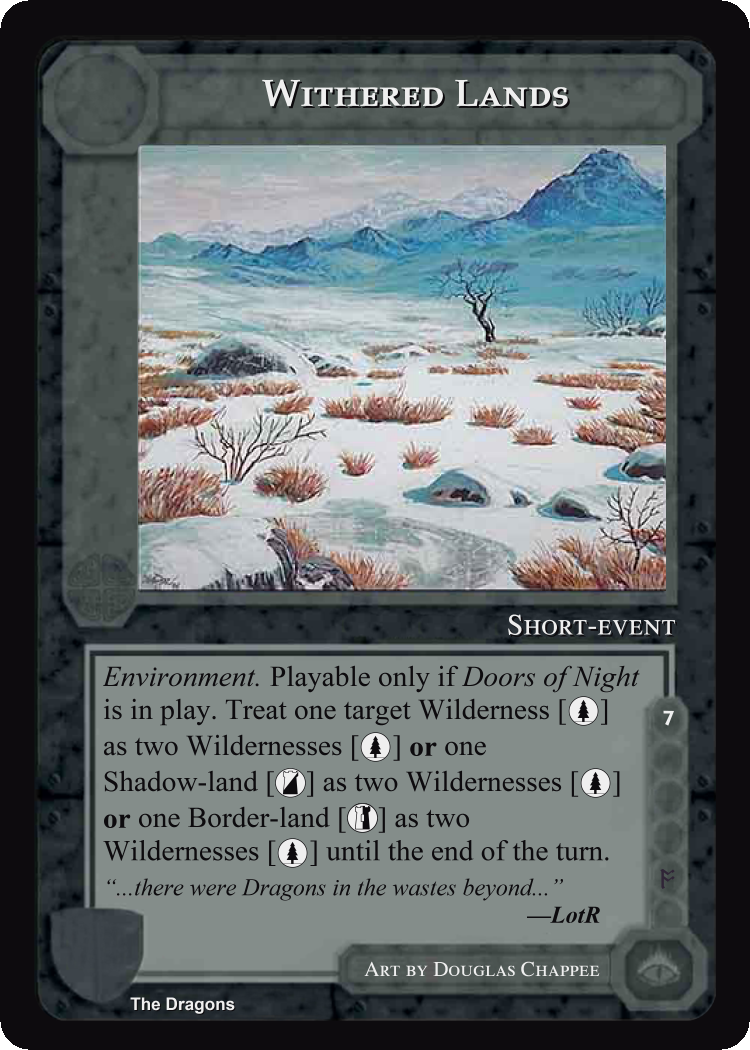 Withered Lands
Short-event
Environment. Playable only if Doors of Night
is in play. Treat one target Wilderness [ ]
as two Wildernesses [ ] or one
Shadow-land [ ] as two Wildernesses [ ]
or one Border-land [ ] as two
Wildernesses [ ] until the end of the turn.
“...there were Dragons in the wastes beyond...”
—LotR
7
Art by Douglas Chappee
The Dragons